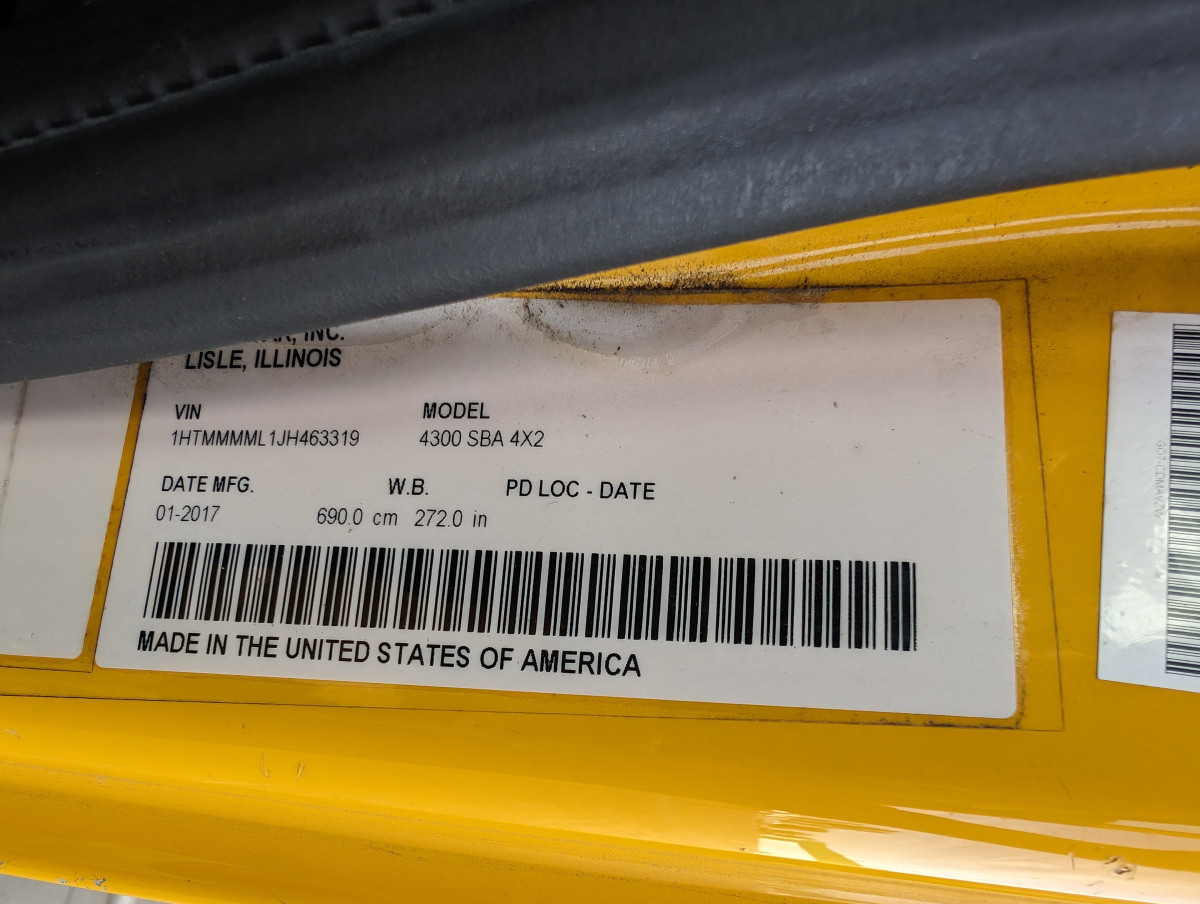 INC.
LISLE, ILLINOIS
VIN MODEL
1HTMMMML1JH463319 4300 SBA 4X2
DATE MFG. W.B. PD LOC - DATE
01-2017 690.0 cm 272.0 in
MADE IN THE UNITED STATES OF AMERICA